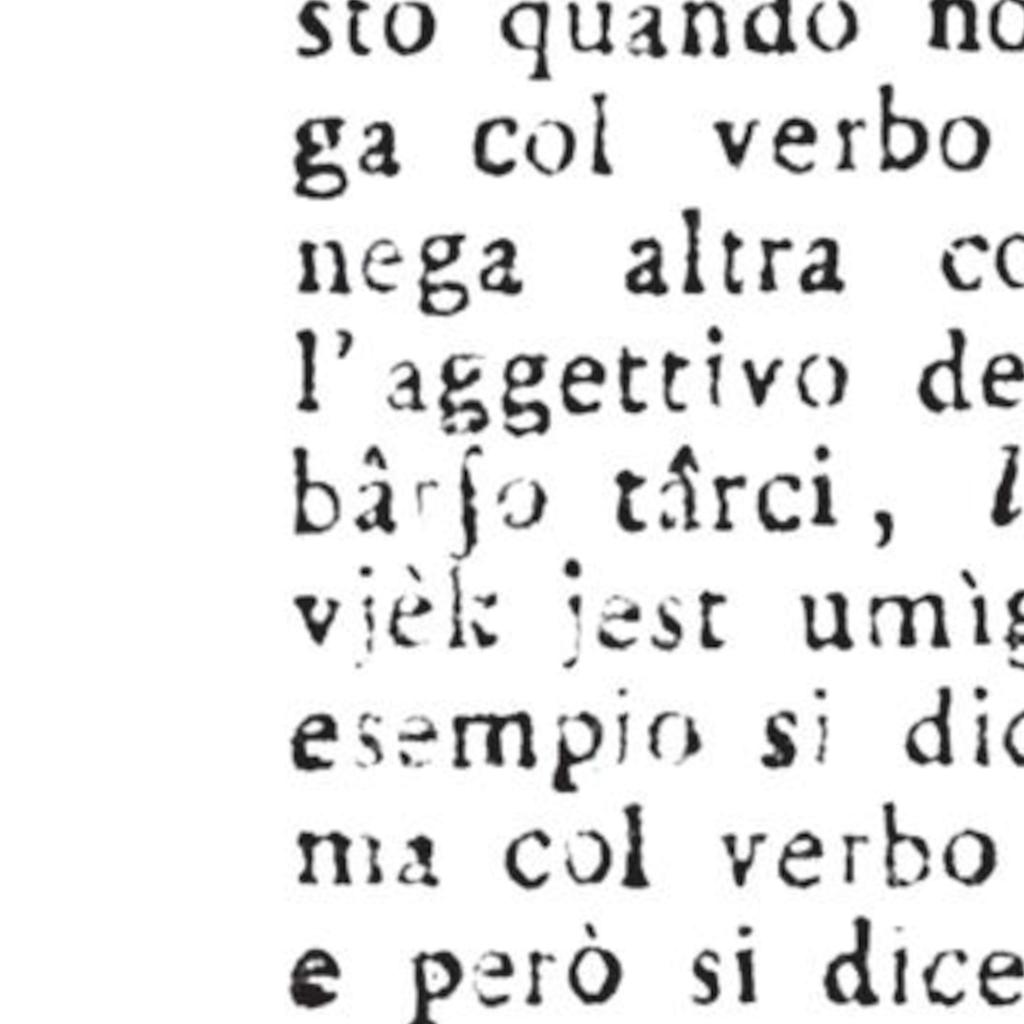 sto quando no
ga col verbo
nega altra co
l' aggettivo de
bârſo târci, l
vjèk jest umìg
esempio si dic
ma col verbo
e però si dice